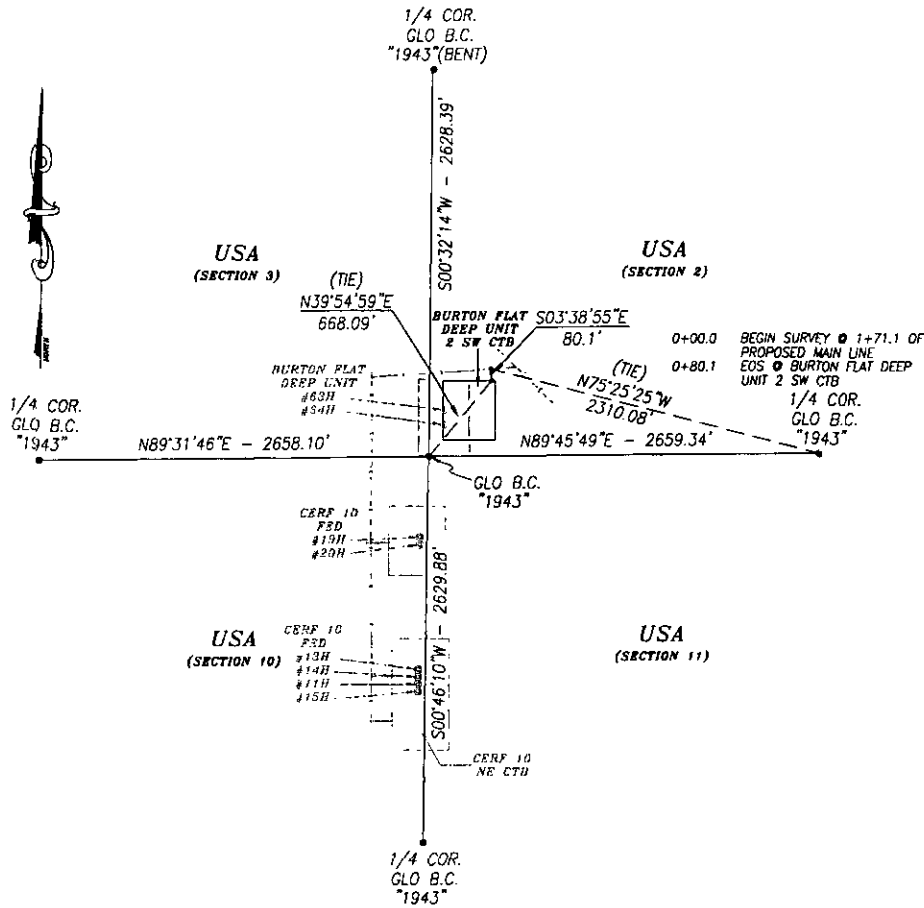 1/4 COR.
GLO B.C.
"1943"(BENT)
S00°32'14"W - 2628.39'
USA
(SECTION 3)
USA
(SECTION 2)
(TIE)
N39°54'59"E
668.09'
BURTON FLAT
DEEP UNIT
2 SW CTB
S03°38'55"E
80.1'
0+00.0 BEGIN SURVEY @ 1+71.1 OF
PROPOSED MAIN LINE
0+80.1 EOS @ BURTON FLAT DEEP
UNIT 2 SW CTB
(TIE)
N75°25'25"W
2310.08'
BURTON FLAT
DEEP UNIT
#63H
#64H
1/4 COR.
GLO B.C.
"1943"
1/4 COR.
GLO B.C.
"1943"
N89°31'46"E - 2658.10'
N89°45'49"E - 2659.34'
GLO B.C.
"1943"
CERF 10
FED
#19H
#20H
S00°46'10"W - 2629.88'
USA
(SECTION 10)
USA
(SECTION 11)
CERF 10
FED
#13H
#14H
#11H
#15H
CERF 10
NE CTB
1/4 COR.
GLO B.C.
"1943"